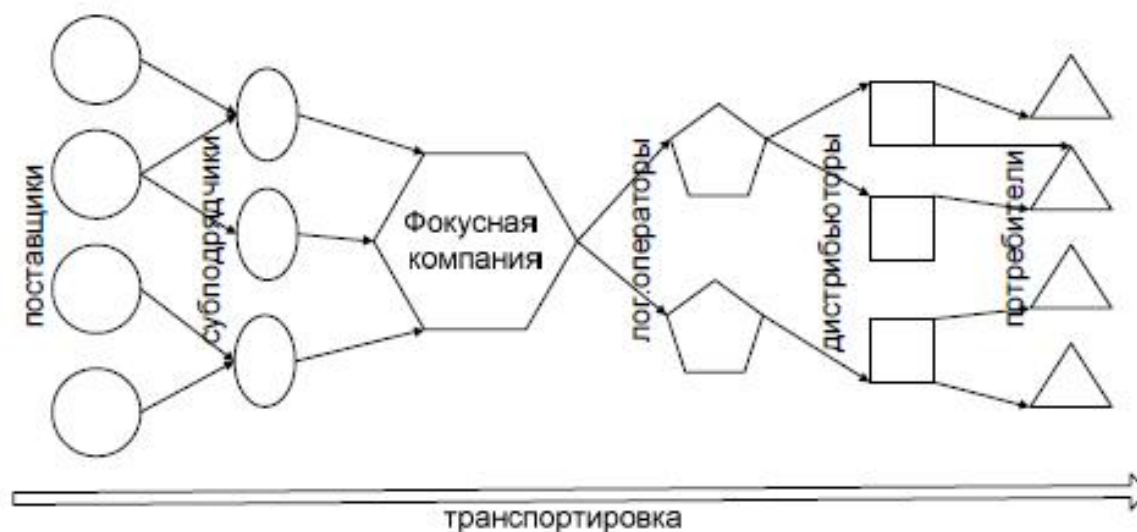 поставщики
субподрядчики
Фокусная
компания
лог.операторы
дистрибьюторы
потребители
транспортировка